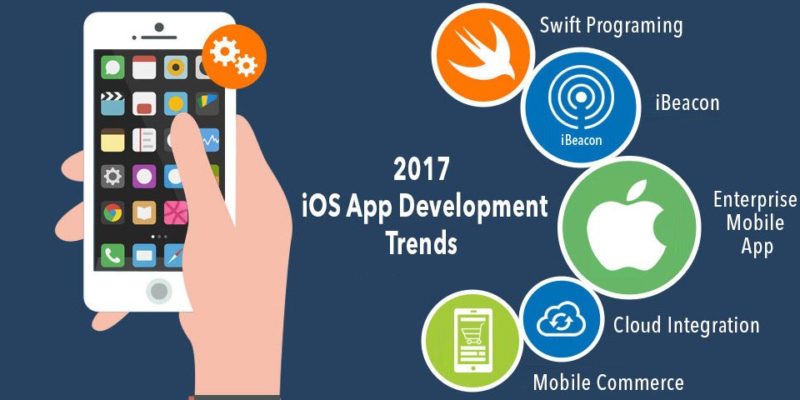 Swift Programing
iBeacon
iBeacon
2017
iOS App Development
Trends
Enterprise
Mobile
App
Cloud Integration
Mobile Commerce